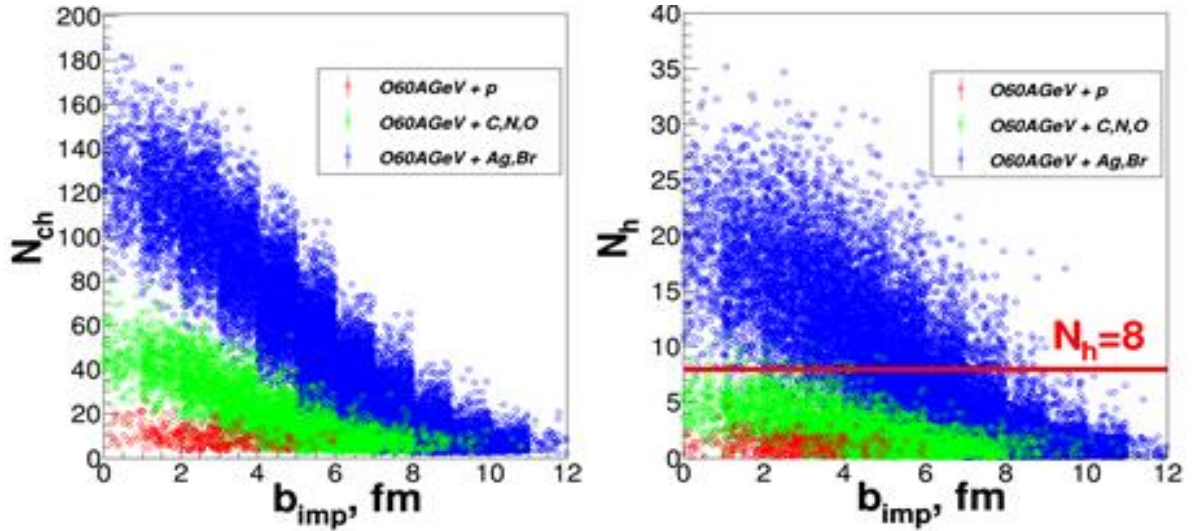 200
180
160
140
120
100
80
60
40
20
0
N_ch
O60AGeV + p
O60AGeV + C,N,O
O60AGeV + Ag,Br
0 2 4 6 8 10 12
b_imp, fm
40
35
30
25
20
15
10
5
0
N_h
O60AGeV + p
O60AGeV + C,N,O
O60AGeV + Ag,Br
N_h=8
0 2 4 6 8 10 12
b_imp, fm